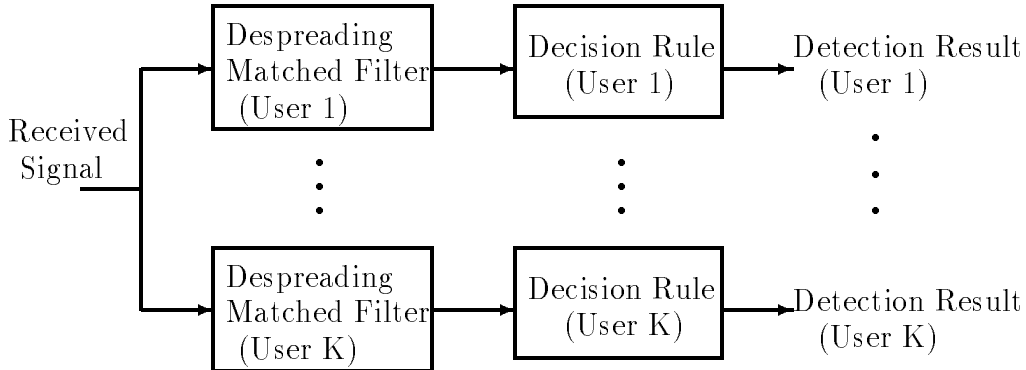 Received
Signal
Despreading
Matched Filter
(User 1)
Decision Rule
(User 1)
Detection Result
(User 1)
Despreading
Matched Filter
(User K)
Decision Rule
(User K)
Detection Result
(User K)